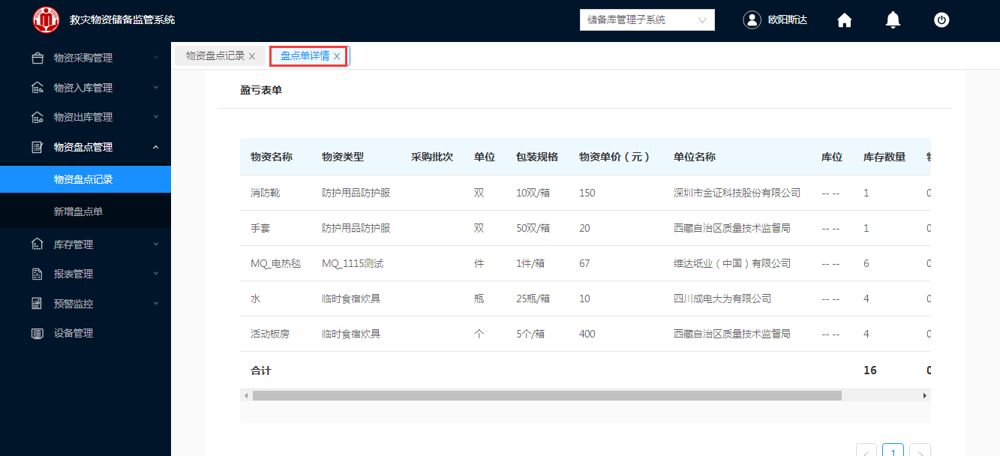 救灾物资储备监管系统
储备库管理子系统
欧阳斯达
物资采购管理
物资入库管理
物资出库管理
物资盘点管理
物资盘点记录
新增盘点单
库存管理
报表管理
预警监控
设备管理
物资盘点记录
盘点单详情
盈亏表单
物资名称 物资类型 采购批次 单位 包装规格 物资单价（元） 单位名称 库位 库存数量
消防靴 防护用品防护服 双 10双/箱 150 深圳市金证科技股份有限公司 -- -- 1 0
手套 防护用品防护服 双 50双/箱 20 西藏自治区质量技术监督局 -- -- 1 0
MQ_电热毯 MQ_1115测试 件 1件/箱 67 维达纸业（中国）有限公司 -- -- 6 0
水 临时食宿炊具 瓶 25瓶/箱 10 四川成电大为有限公司 -- -- 4 0
活动板房 临时食宿炊具 个 5个/箱 400 西藏自治区质量技术监督局 -- -- 4 0
合计 16 0
1